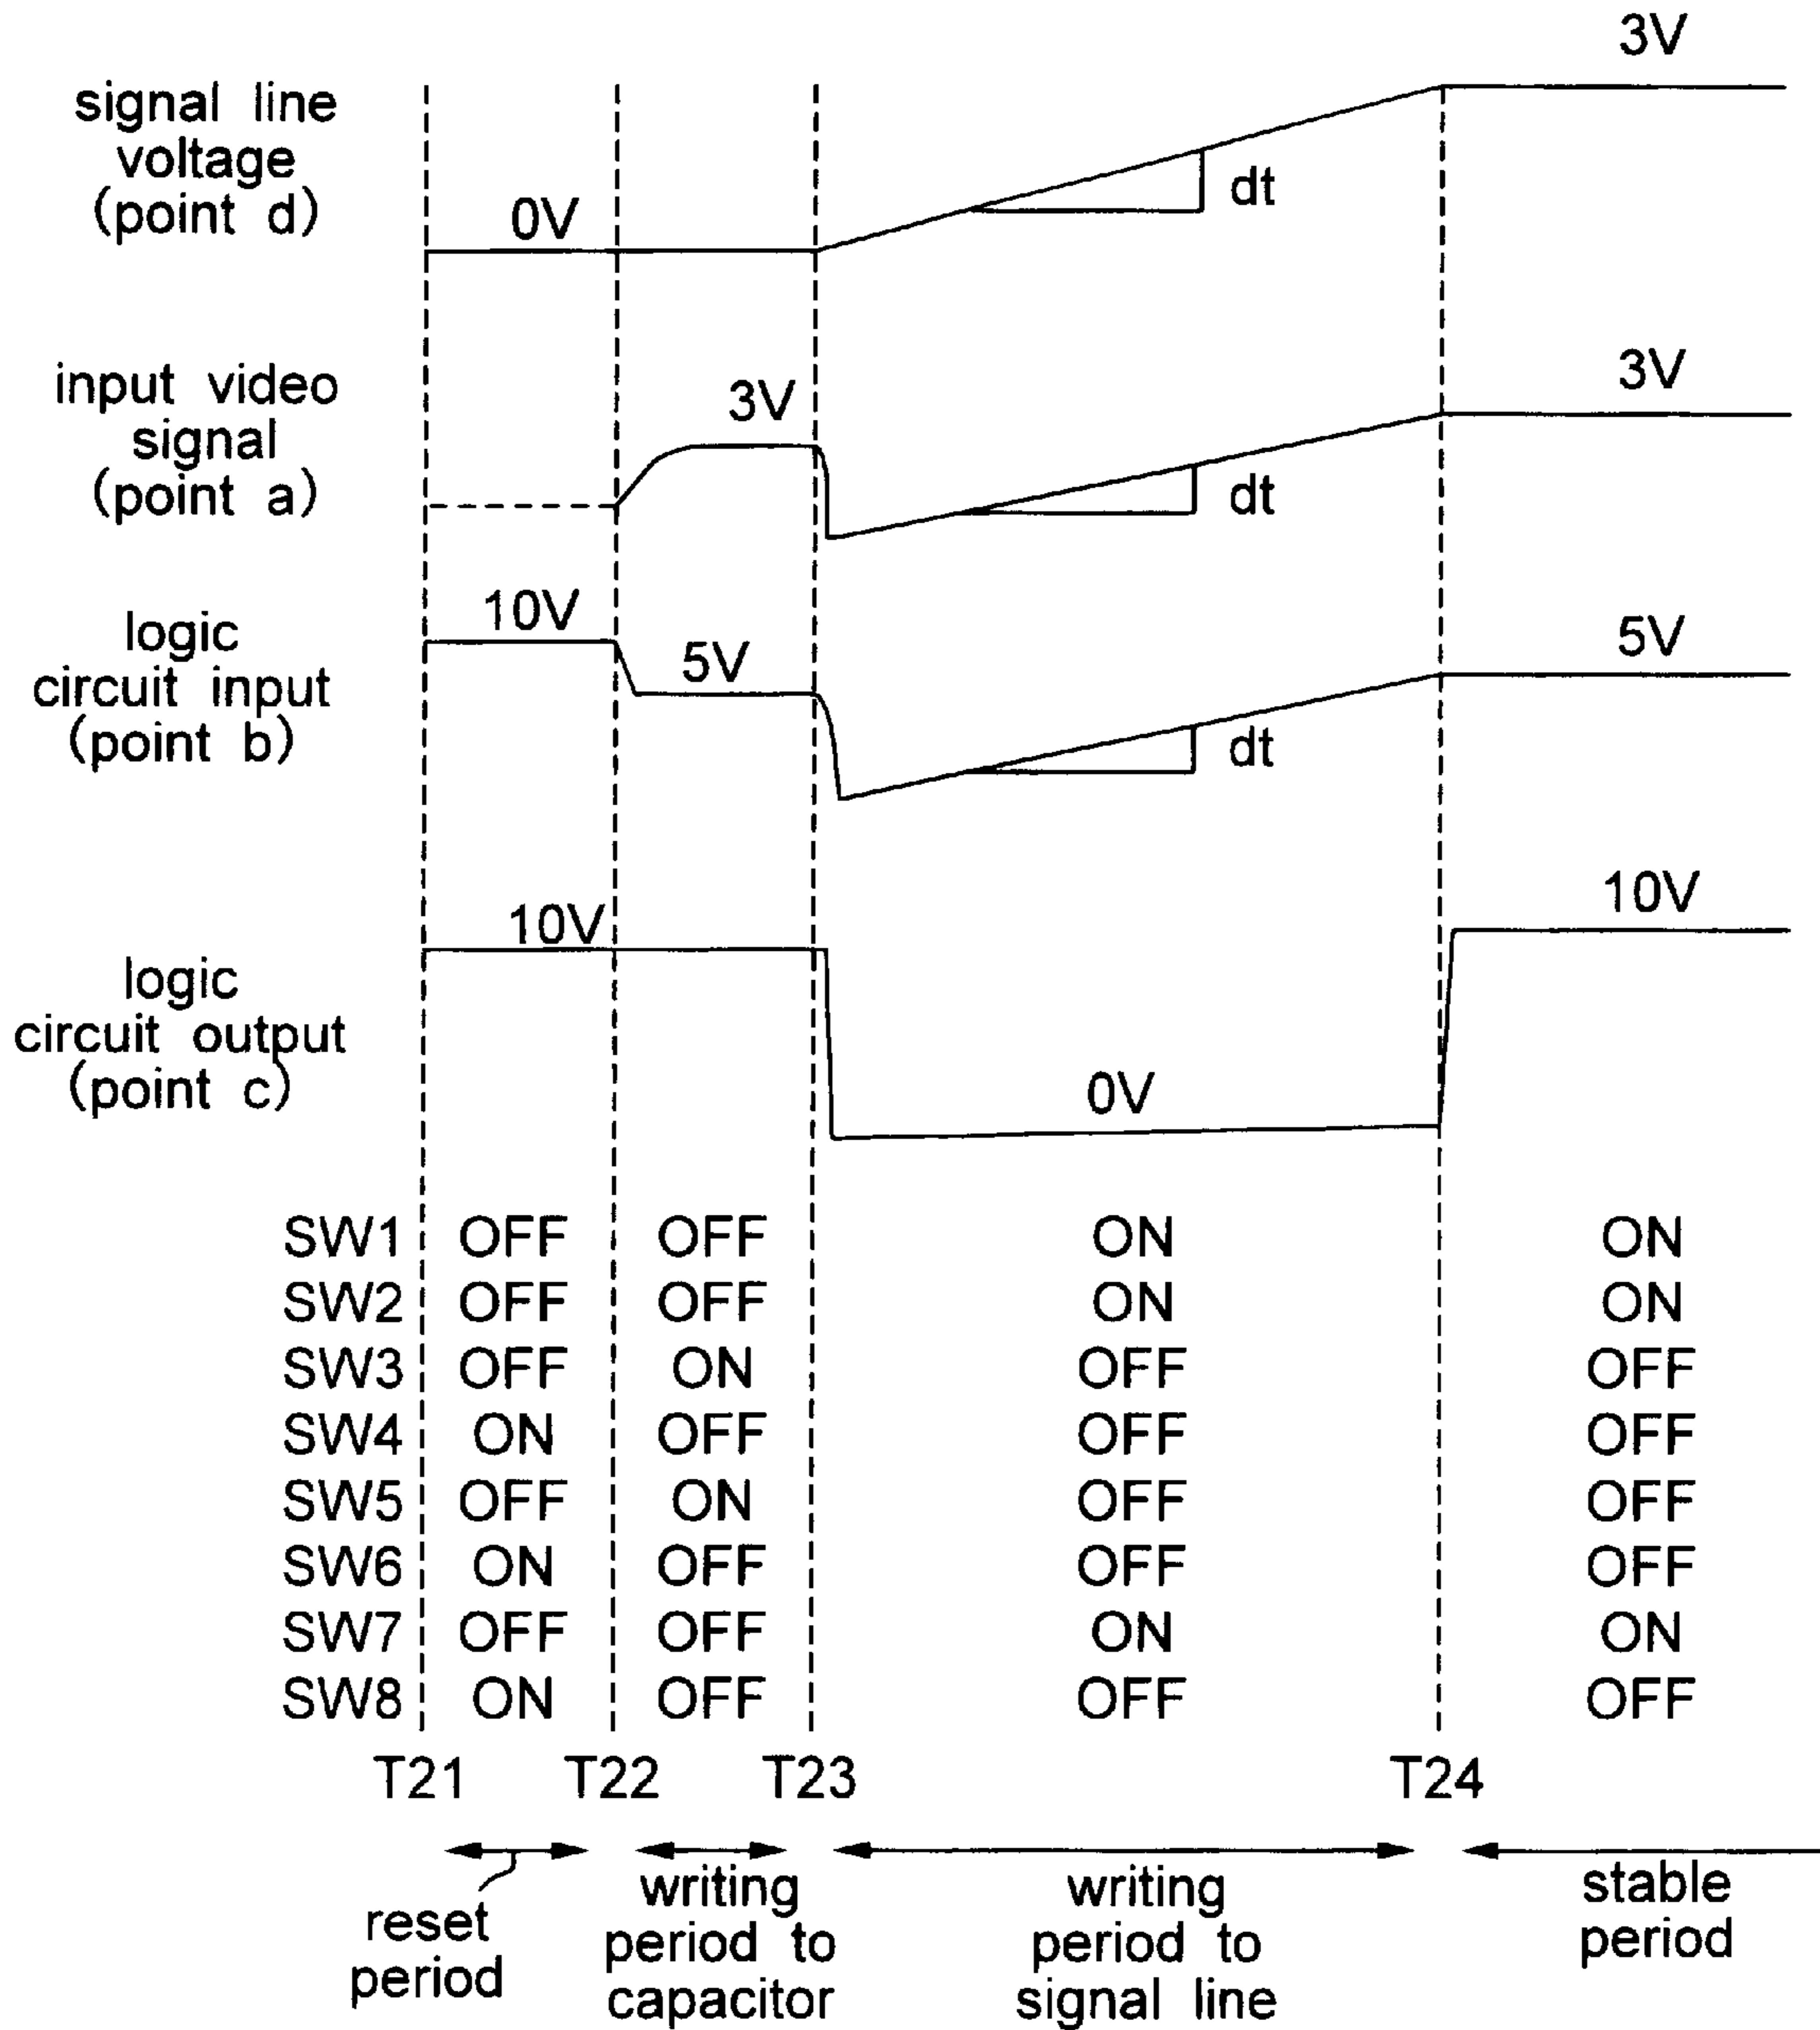 3V
signal line
voltage
(point d)
0V
dt
3V
input video
signal
(point a)
3V
dt
10V
logic
circuit input
(point b)
5V
5V
dt
10V
10V
logic
circuit output
(point c)
0V
SW1 OFF OFF ON ON
SW2 OFF OFF ON ON
SW3 OFF ON OFF OFF
SW4 ON OFF OFF OFF
SW5 OFF ON OFF OFF
SW6 ON OFF OFF OFF
SW7 OFF OFF ON ON
SW8 ON OFF OFF OFF
T21 T22 T23 T24
reset
period
writing
period to
capacitor
writing
period to
signal line
stable
period